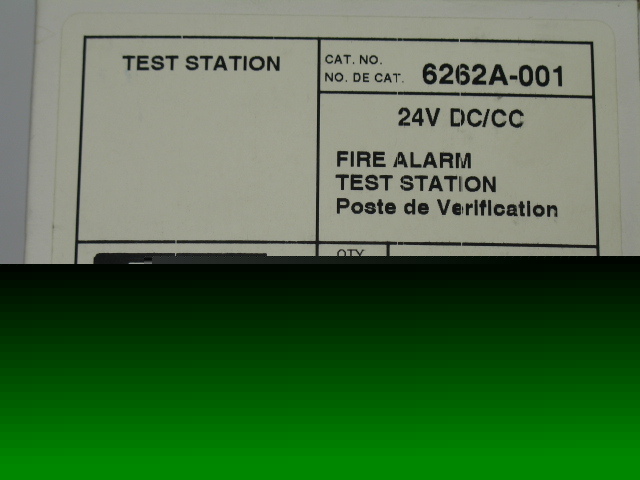 TEST STATION
CAT. NO.
NO. DE CAT. 6262A-001
24V DC/CC
FIRE ALARM
TEST STATION
Poste de Verification
QTY